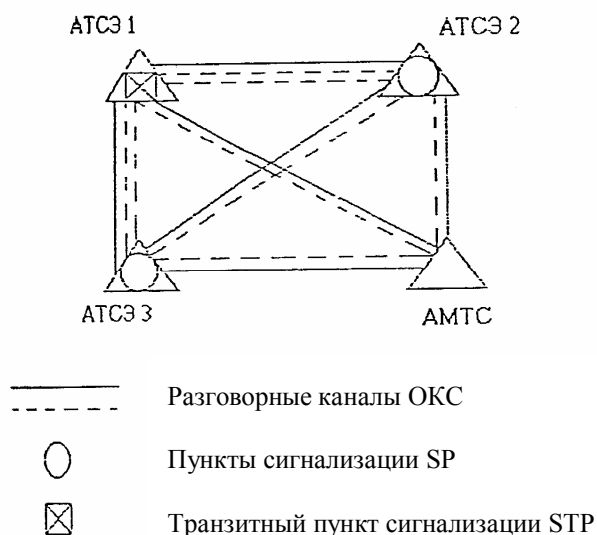 АТСЭ 1
АТСЭ 2
АТСЭ 3
АМТС
Разговорные каналы ОКС
Пункты сигнализации SP
Транзитный пункт сигнализации STP